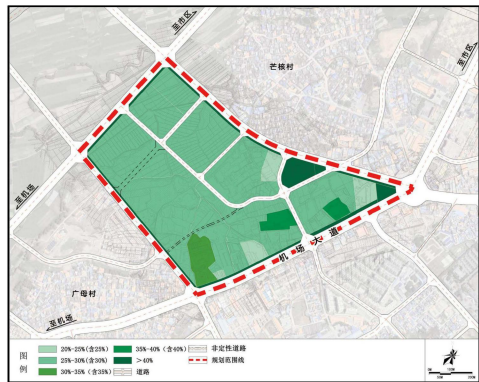 至市区
至市区
芒核村
至机场
机场大道
广母村
至机场
图例
20%-25%(含25%)
25%-30%(含30%)
30%-35%(含35%)
35%-40%(含40%)
>40%
道路
非定性道路
规划范围线